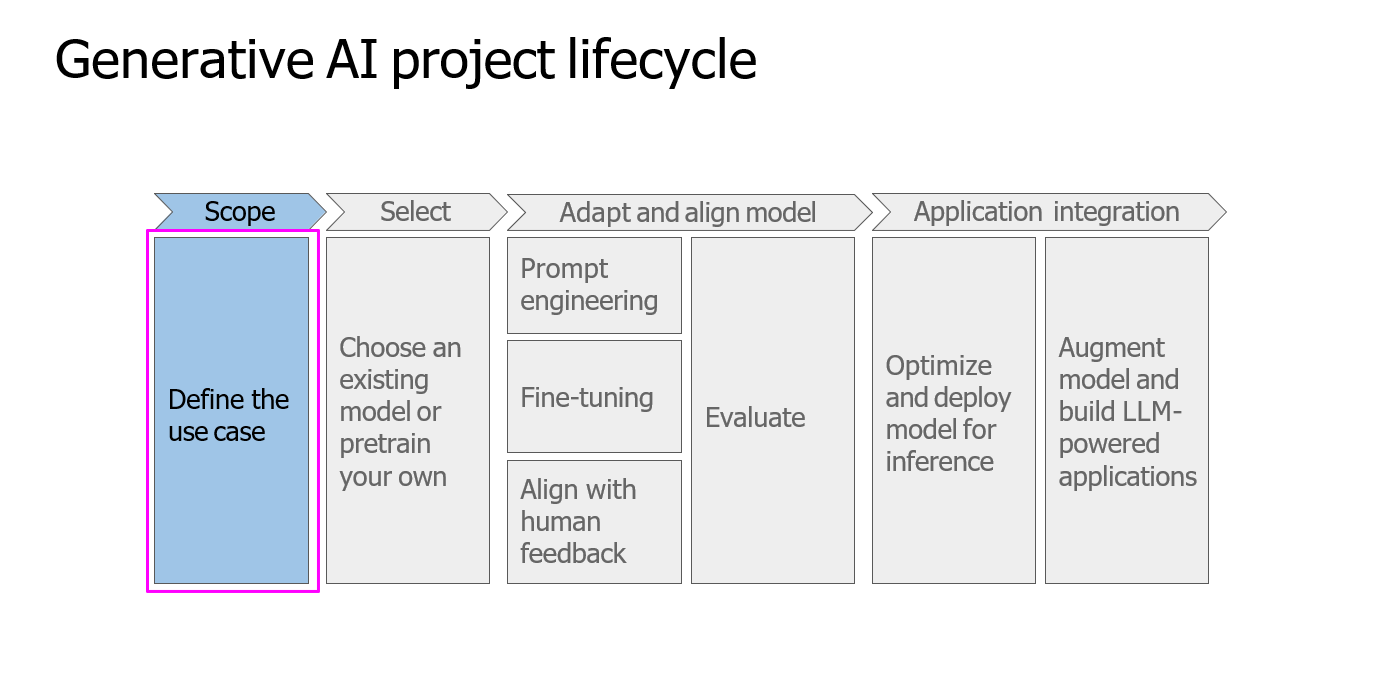 Generative AI project lifecycle
Scope
Select
Adapt and align model
Application integration
Define the
use case
Choose an
existing
model or
pretrain
your own
Prompt
engineering
Fine-tuning
Align with
human
feedback
Evaluate
Optimize
and deploy
model for
inference
Augment
model and
build LLM-
powered
applications